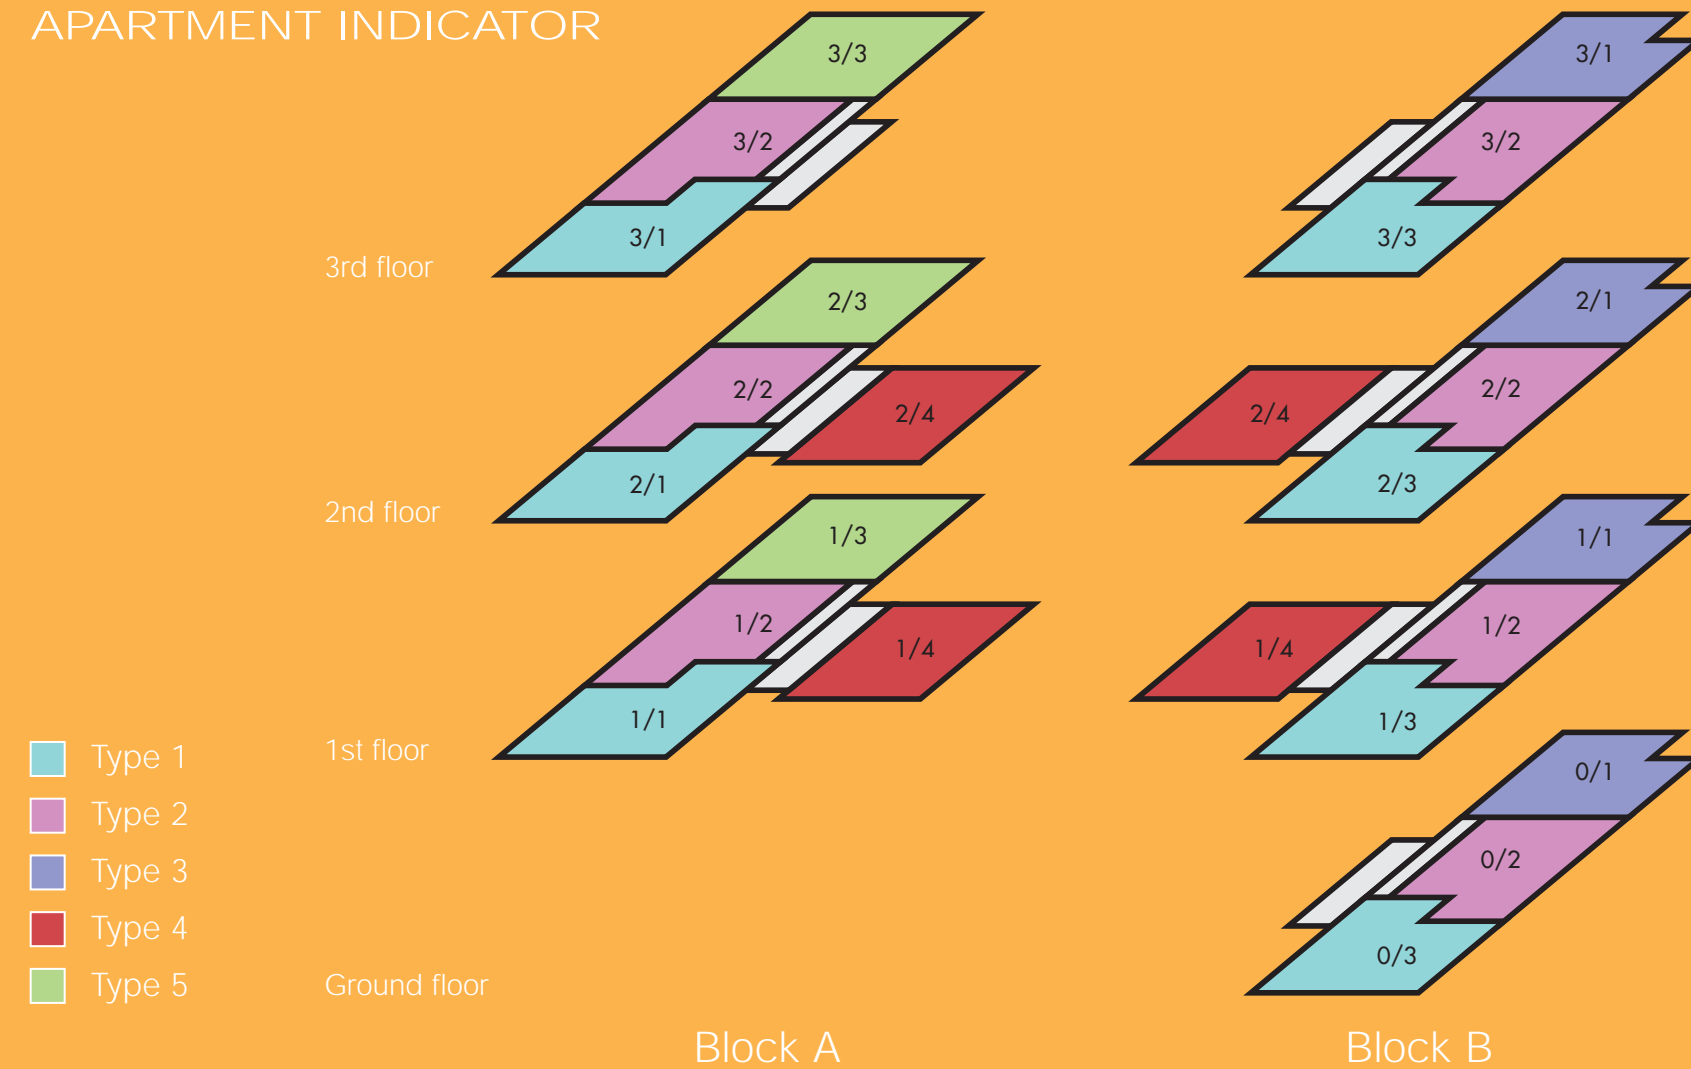 APARTMENT INDICATOR
3/3
3/1
3/2
3/2
3/1
3/3
3rd floor
2/3
2/1
2/2
2/2
2/4
2/4
2/1
2/3
2nd floor
1/3
1/1
1/2
1/2
1/4
1/4
1/1
1/3
1st floor
Type 1
0/1
Type 2
0/2
Type 3
Type 4
0/3
Type 5
Ground floor
Block A
Block B